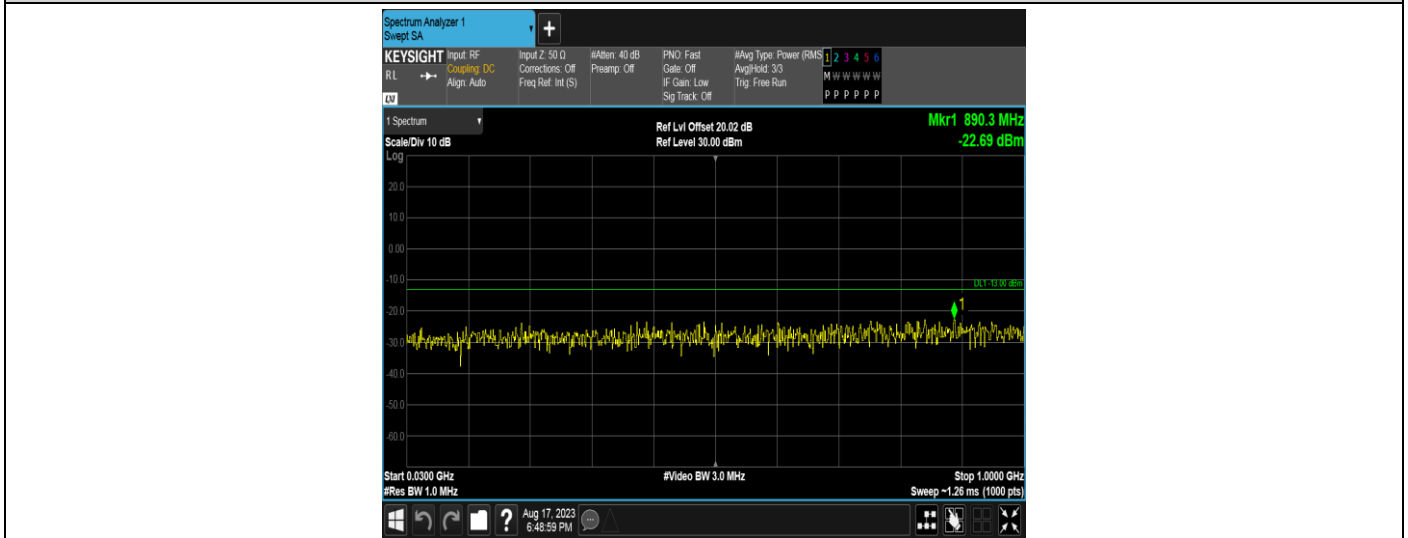 Spectrum Analyzer 1
Swept SA
+
KEYSIGHT Input: RF Input Z: 50 Ω #Atten: 40 dB PNO: Fast #Avg Type: Power (RMS 1 2 3 4 5 6
RL Coupling: DC Corrections: Off Preamp: Off Gate: Off Avg|Hold: 3/3 M W W W W W
Align: Auto Freq Ref: Int (S) IF Gain: Low Trig: Free Run P P P P P P
LXI Sig Track: Off
1 Spectrum Ref Lvl Offset 20.02 dB Mkr1 890.3 MHz
Scale/Div 10 dB Ref Level 30.00 dBm -22.69 dBm
Log
20.0
10.0
0.00
-10.0
DL1 -13.00 dBm
1
-20.0
-30.0
-40.0
-50.0
-60.0
Start 0.0300 GHz #Video BW 3.0 MHz Stop 1.0000 GHz
#Res BW 1.0 MHz Sweep ~1.26 ms (1000 pts)
? Aug 17, 2023
6:48:59 PM